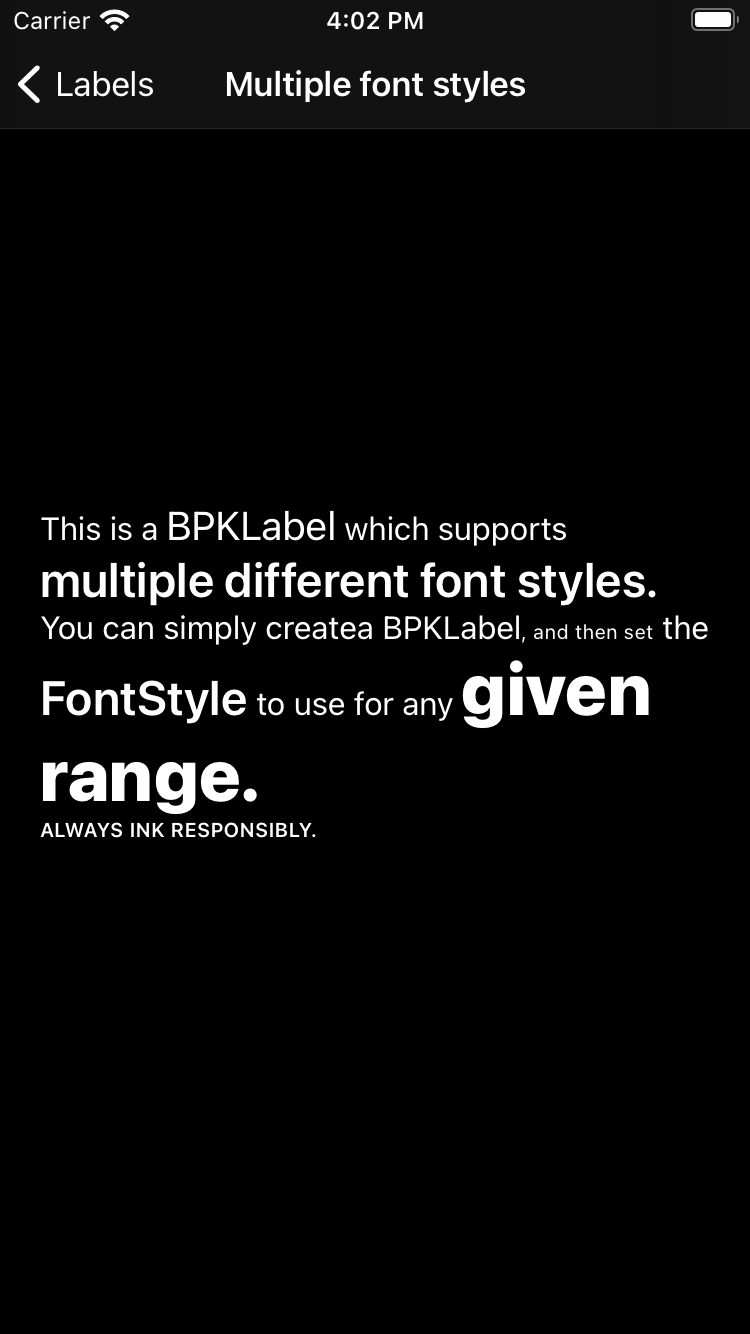 Carrier 4:02 PM
Labels Multiple font styles
This is a BPKLabel which supports
multiple different font styles.
You can simply createa BPKLabel, and then set the
FontStyle to use for any given
range.
ALWAYS INK RESPONSIBLY.